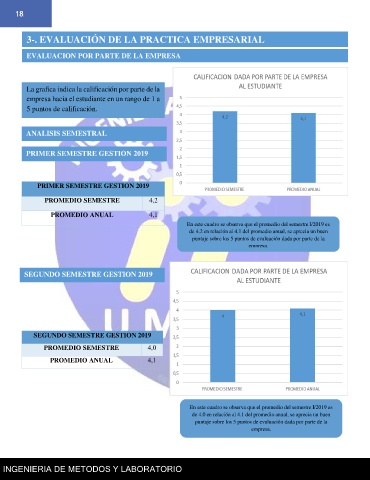 18
3-. EVALUACIÓN DE LA PRACTICA EMPRESARIAL
EVALUACION POR PARTE DE LA EMPRESA
La grafica indica la calificación por parte de la
empresa hacia el estudiante en un rango de 1 a
5 puntos de calificación.
ANALISIS SEMESTRAL
PRIMER SEMESTRE GESTION 2019
PRIMER SEMESTRE GESTION 2019
PROMEDIO SEMESTRE 4,2
PROMEDIO ANUAL 4,1
CALIFICACION DADA POR PARTE DE LA EMPRESA
AL ESTUDIANTE
5
4,5
4
3,5
3
2,5
2
1,5
1
0,5
0
4,2
4,1
PROMEDIO SEMESTRE PROMEDIO ANUAL
En este cuadro se observa que el promedio del semestre I/2019 es
de 4.2 en relación al 4.1 del promedio anual, se aprecia un buen
puntaje sobre los 5 puntos de evaluación dada por parte de la
empresa.
SEGUNDO SEMESTRE GESTION 2019
SEGUNDO SEMESTRE GESTION 2019
PROMEDIO SEMESTRE 4,0
PROMEDIO ANUAL 4,1
CALIFICACION DADA POR PARTE DE LA EMPRESA
AL ESTUDIANTE
5
4,5
4
3,5
3
2,5
2
1,5
1
0,5
0
4
4,1
PROMEDIO SEMESTRE PROMEDIO ANUAL
En este cuadro se observa que el promedio del semestre I/2019 es
de 4.0 en relación al 4.1 del promedio anual, se aprecia un buen
puntaje sobre los 5 puntos de evaluación dada por parte de la
empresa.
INGENIERIA DE METODOS Y LABORATORIO